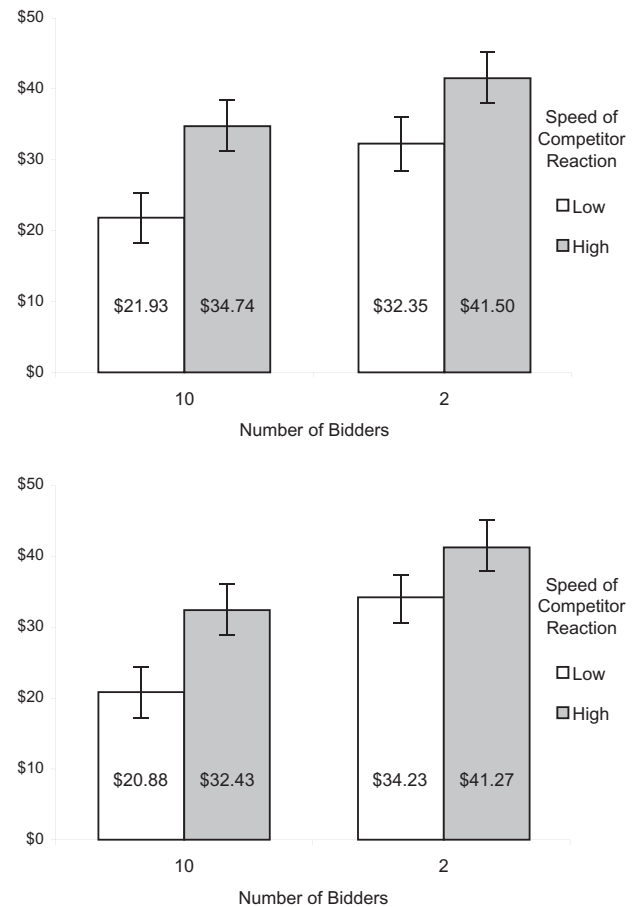 $50
$40
$30
$20
$10
$0
$21.93
$34.74
$32.35
$41.50
10
2
Number of Bidders
Speed of
Competitor
Reaction
Low
High
$50
$40
$30
$20
$10
$0
$20.88
$32.43
$34.23
$41.27
10
2
Number of Bidders
Speed of
Competitor
Reaction
Low
High